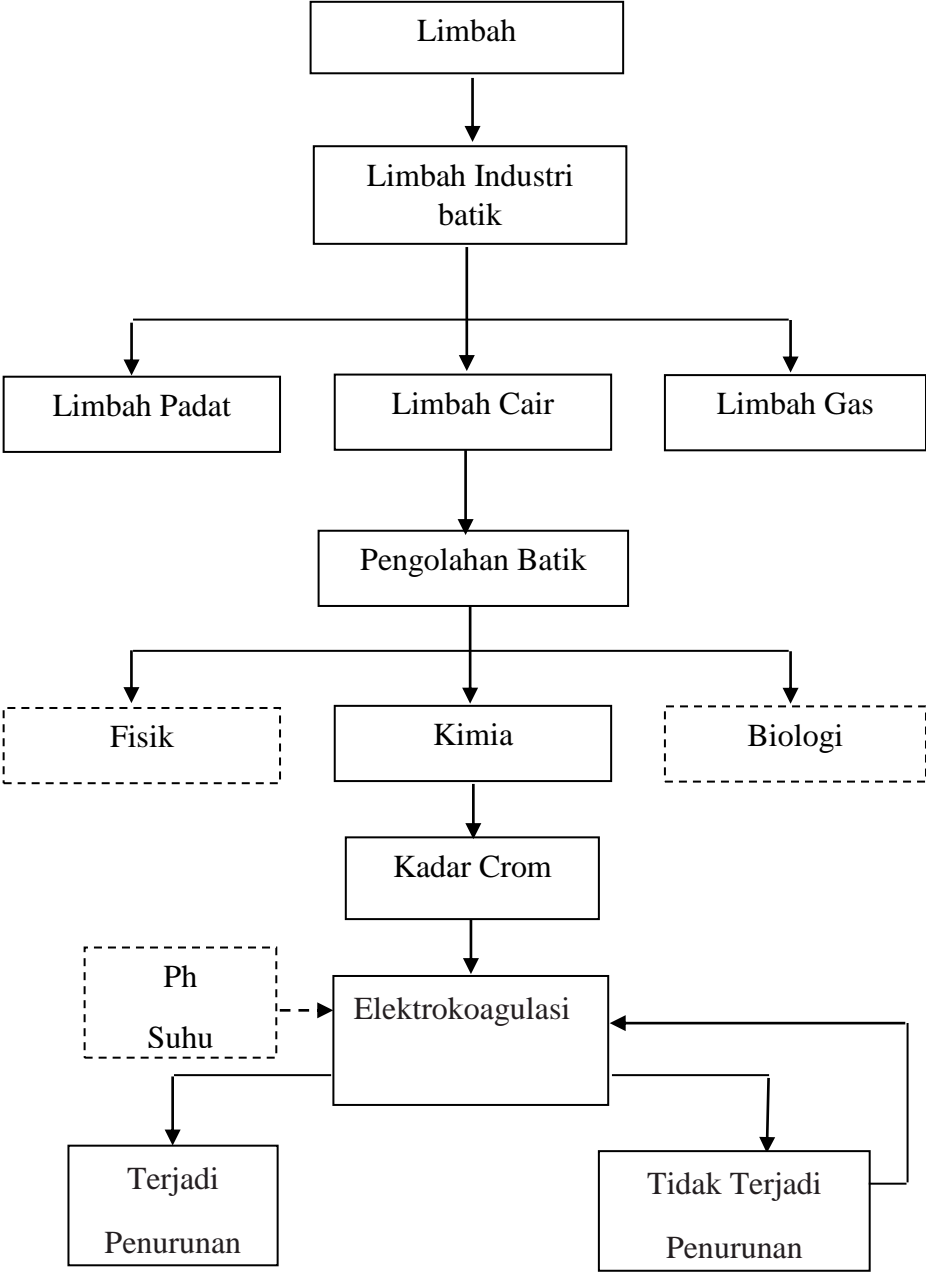 Limbah
Limbah Industri
batik
Limbah Padat
Limbah Cair
Limbah Gas
Pengolahan Batik
Fisik
Kimia
Biologi
Kadar Crom
Ph
Suhu
Elektrokoagulasi
Terjadi
Penurunan
Tidak Terjadi
Penurunan